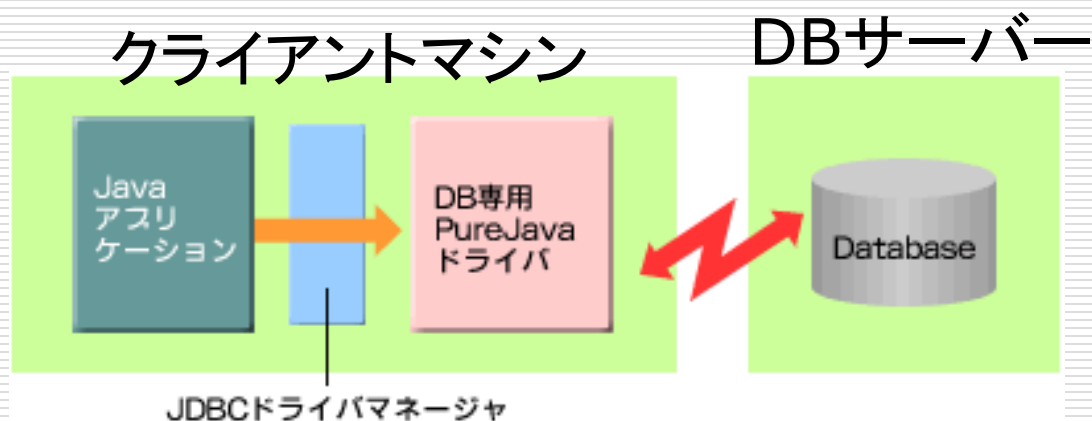 クライアントマシン
DBサーバー
Java
アプリ
ケーション
DB専用
PureJava
ドライバ
Database
JDBCドライバマネージャ